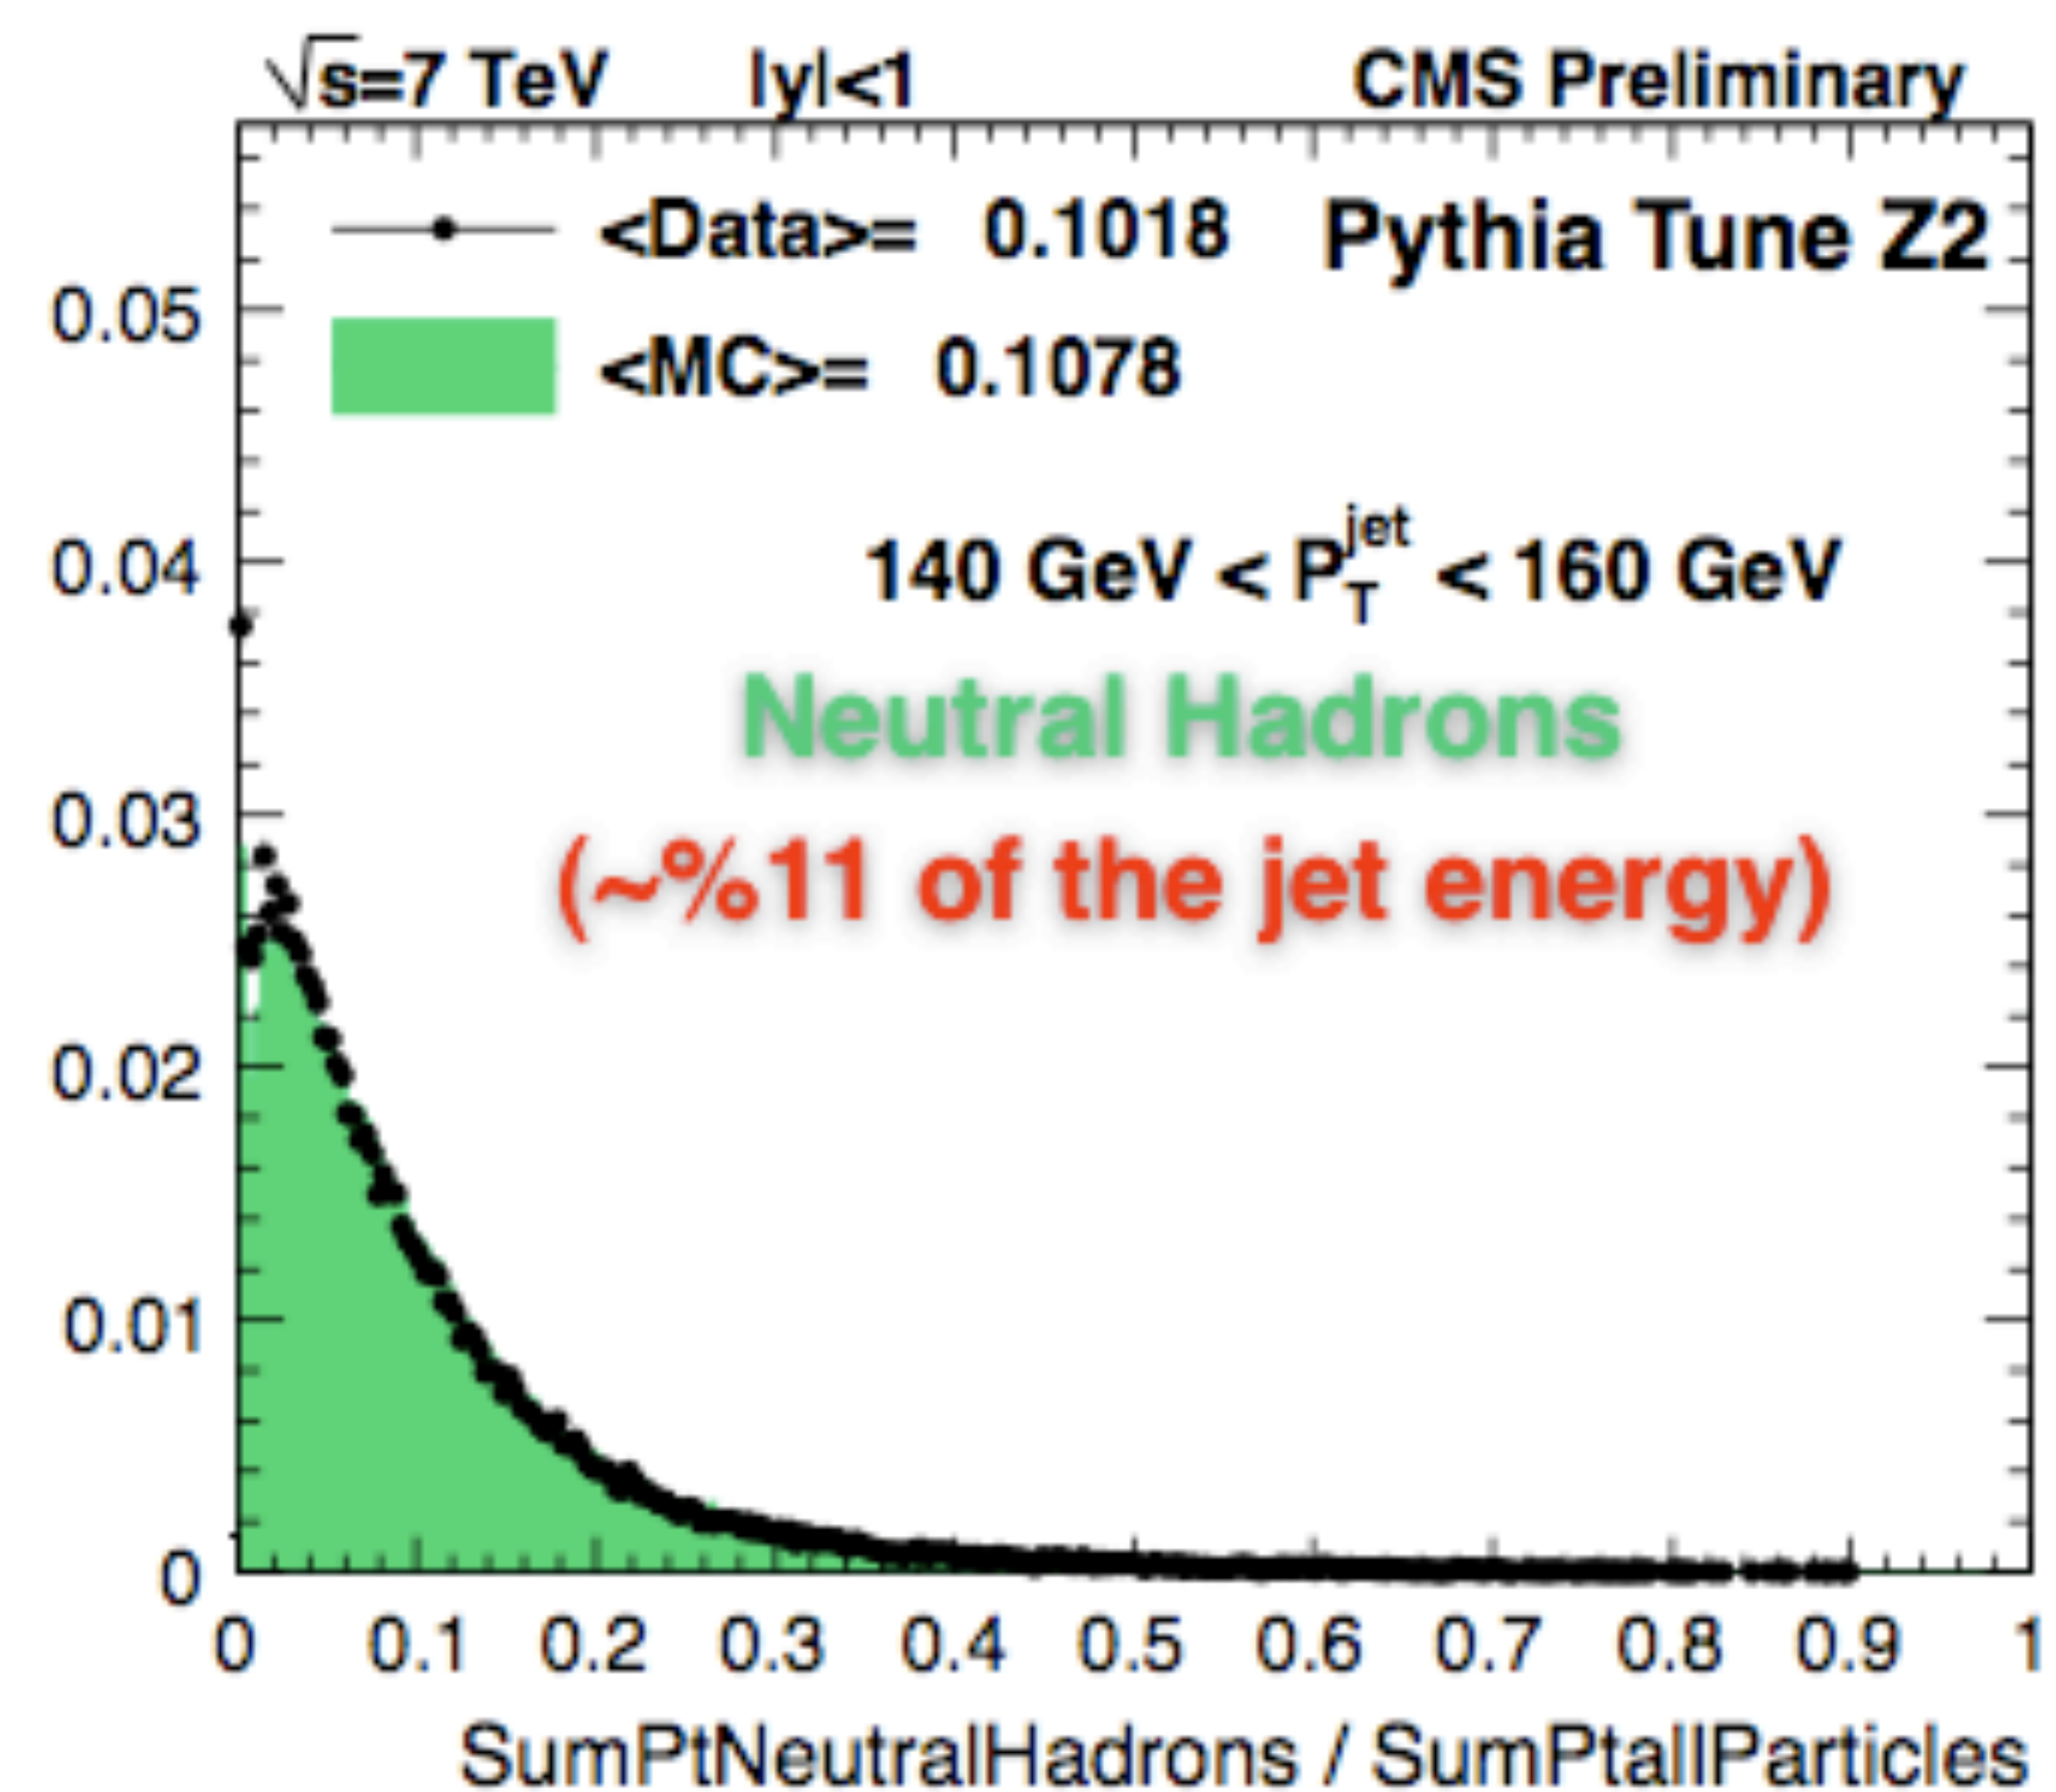 √s=7 TeV |y|<1 CMS Preliminary
<Data>= 0.1018 Pythia Tune Z2
<MC>= 0.1078
140 GeV < P_T^jet < 160 GeV
Neutral Hadrons
(~%11 of the jet energy)
0.05
0.04
0.03
0.02
0.01
0
0 0.1 0.2 0.3 0.4 0.5 0.6 0.7 0.8 0.9 1
SumPtNeutralHadrons / SumPtallParticles